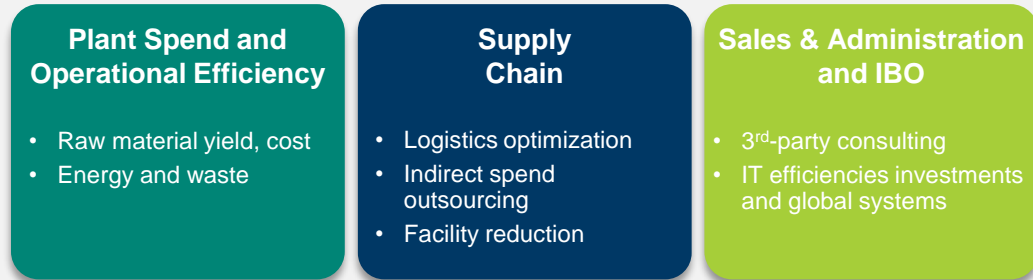 Plant Spend and
Operational Efficiency
• Raw material yield, cost
• Energy and waste
Supply
Chain
• Logistics optimization
• Indirect spend
outsourcing
• Facility reduction
Sales & Administration
and IBO
• 3rd-party consulting
• IT efficiencies investments
and global systems